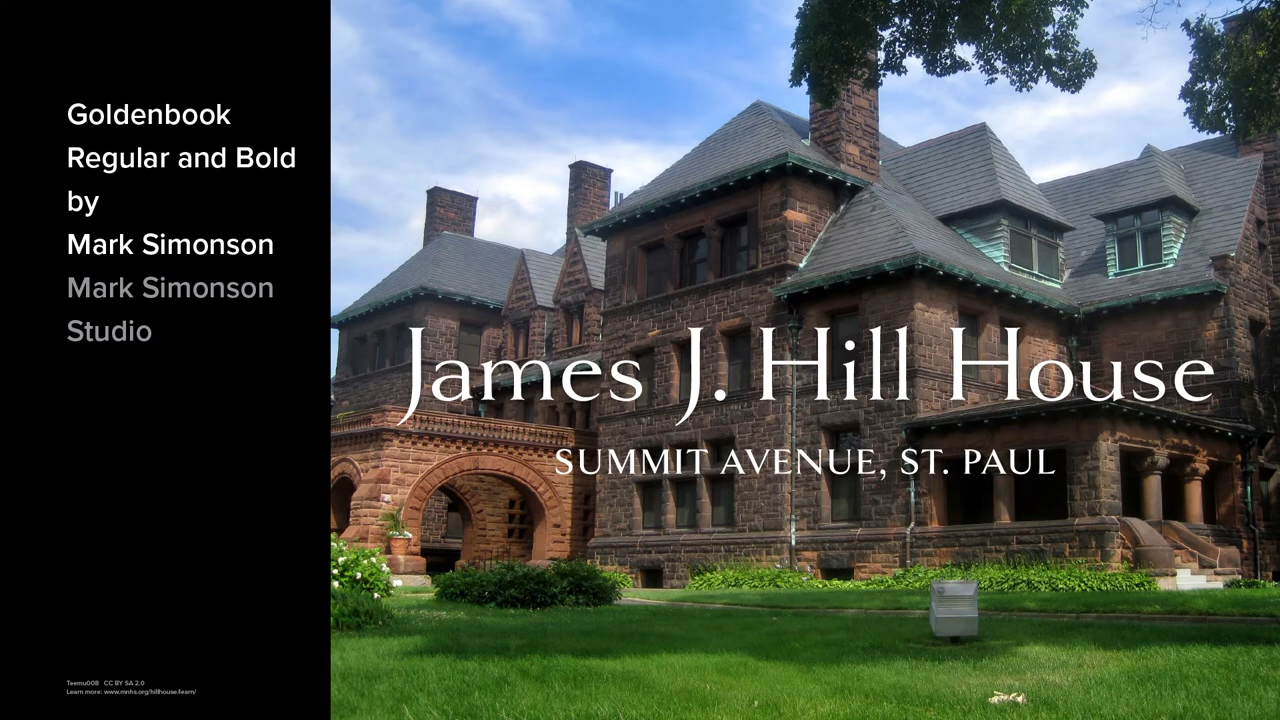 Goldenbook
Regular and Bold
by
Mark Simonson
Mark Simonson
Studio
James J. Hill House
SUMMIT AVENUE, ST. PAUL
Teemu008 CC BY SA 2.0
Learn more: www.mnhs.org/hillhouse/learn/